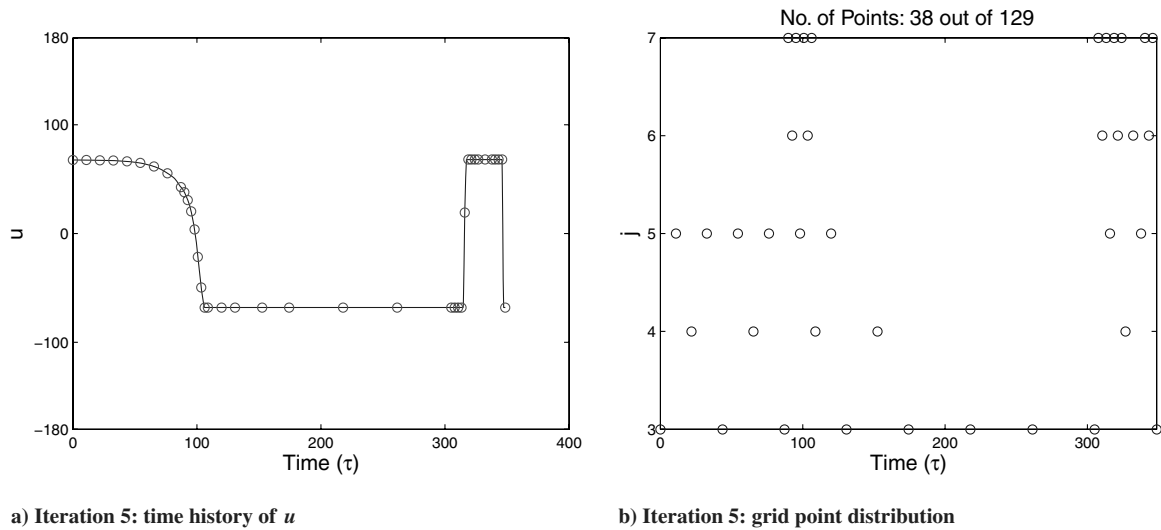 180
100
0
−100
−180
u
0
100
200
300
400
Time (τ)
a) Iteration 5: time history of u
No. of Points: 38 out of 129
7
6
5
4
3
j
0
100
200
300
Time (τ)
b) Iteration 5: grid point distribution